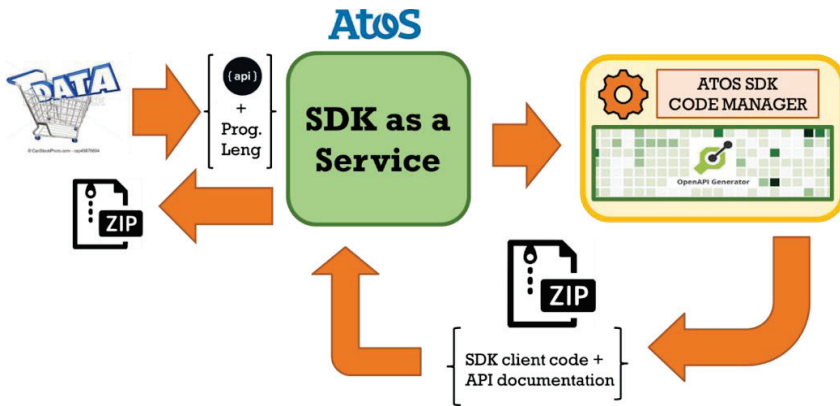 Atos
DATA
{api}
+
Prog.
Leng
SDK as a
Service
ATOS SDK
CODE MANAGER
OpenAPI Generator
ZIP
ZIP
SDK client code +
API documentation